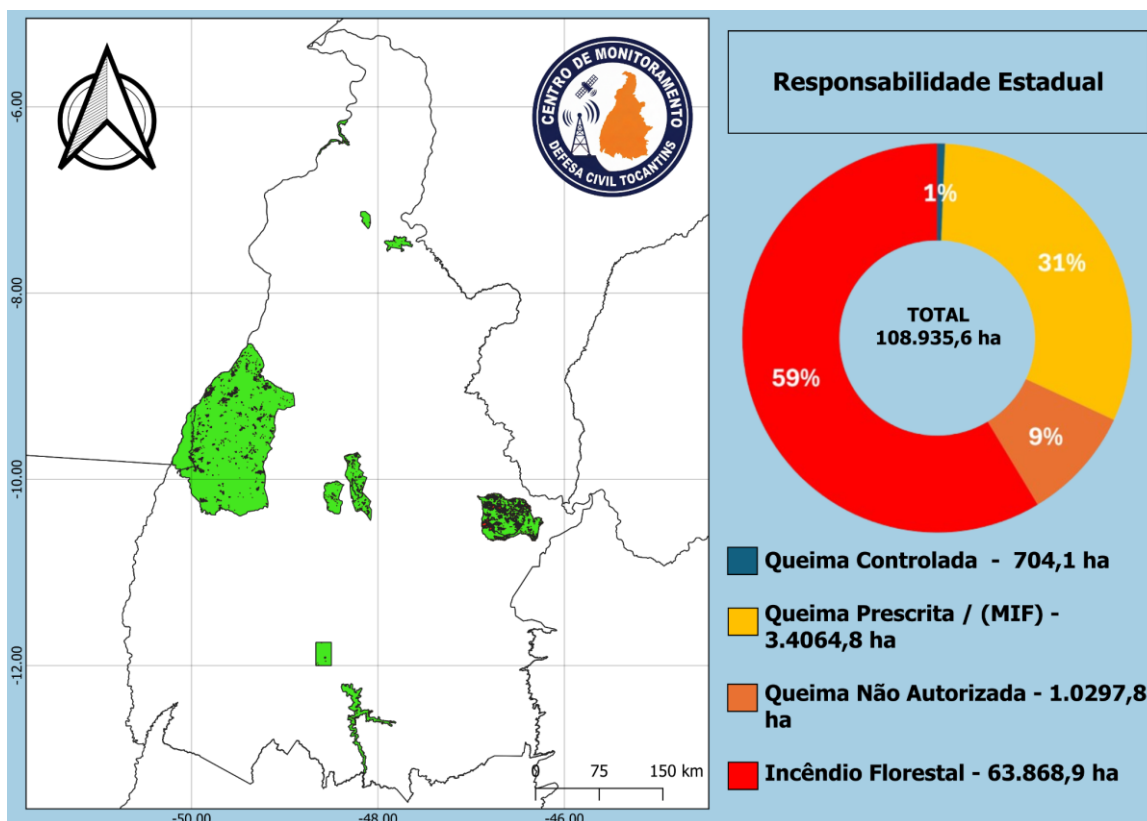 CENTRO DE MONITORAMENTO
DEFESA CIVIL TOCANTINS
-6.00
-8.00
-10.00
-12.00
0 75 150 km
-50.00 -48.00 -46.00
Responsabilidade Estadual
1%
31%
9%
59%
TOTAL
108.935,6 ha
Queima Controlada - 704,1 ha
Queima Prescrita / (MIF) -
3.4064,8 ha
Queima Não Autorizada - 1.0297,8
ha
Incêndio Florestal - 63.868,9 ha